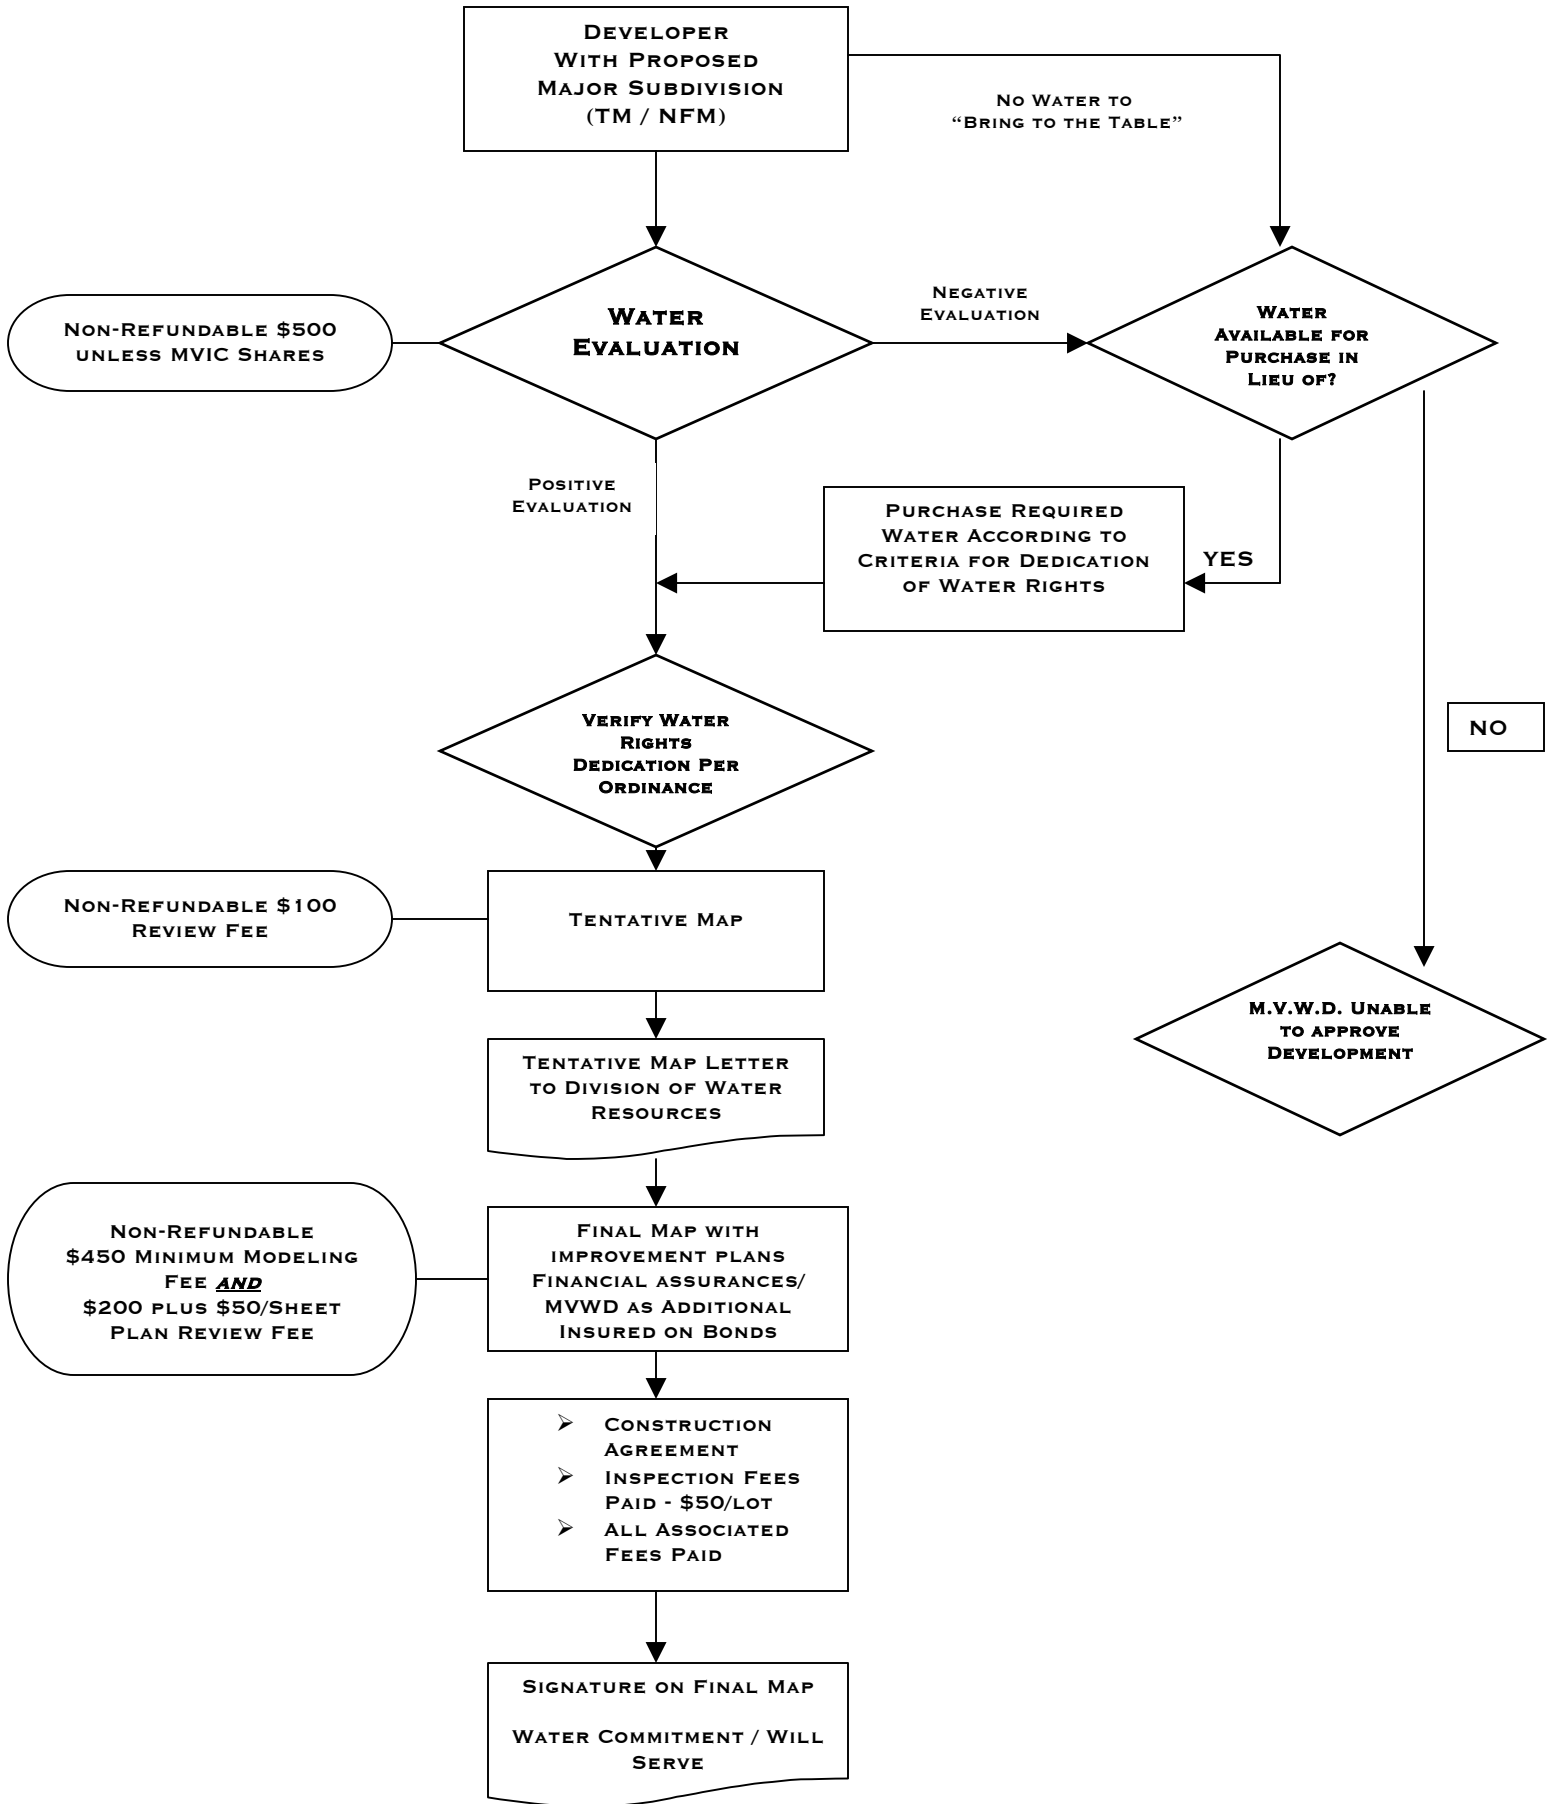 Developer
With Proposed
Major Subdivision
(TM / NFM)
No Water to
“Bring to the Table”
Non-Refundable $500
unless MVIC Shares
Water
Evaluation
Negative
Evaluation
Water
Available for
Purchase in
Lieu of?
Positive
Evaluation
Purchase Required
Water According to
Criteria for Dedication
of Water Rights
YES
Verify Water
Rights
Dedication Per
Ordinance
NO
Non-Refundable $100
Review Fee
Tentative Map
M.V.W.D. Unable
to approve
Development
Tentative Map Letter
to Division of Water
Resources
Non-Refundable
$450 Minimum Modeling
Fee and
$200 plus $50/Sheet
Plan Review Fee
Final Map with
improvement plans
Financial assurances/
MVWD as Additional
Insured on Bonds
➢ Construction
Agreement
➢ Inspection Fees
Paid - $50/lot
➢ All Associated
Fees Paid
Signature on Final Map
Water Commitment / Will
Serve